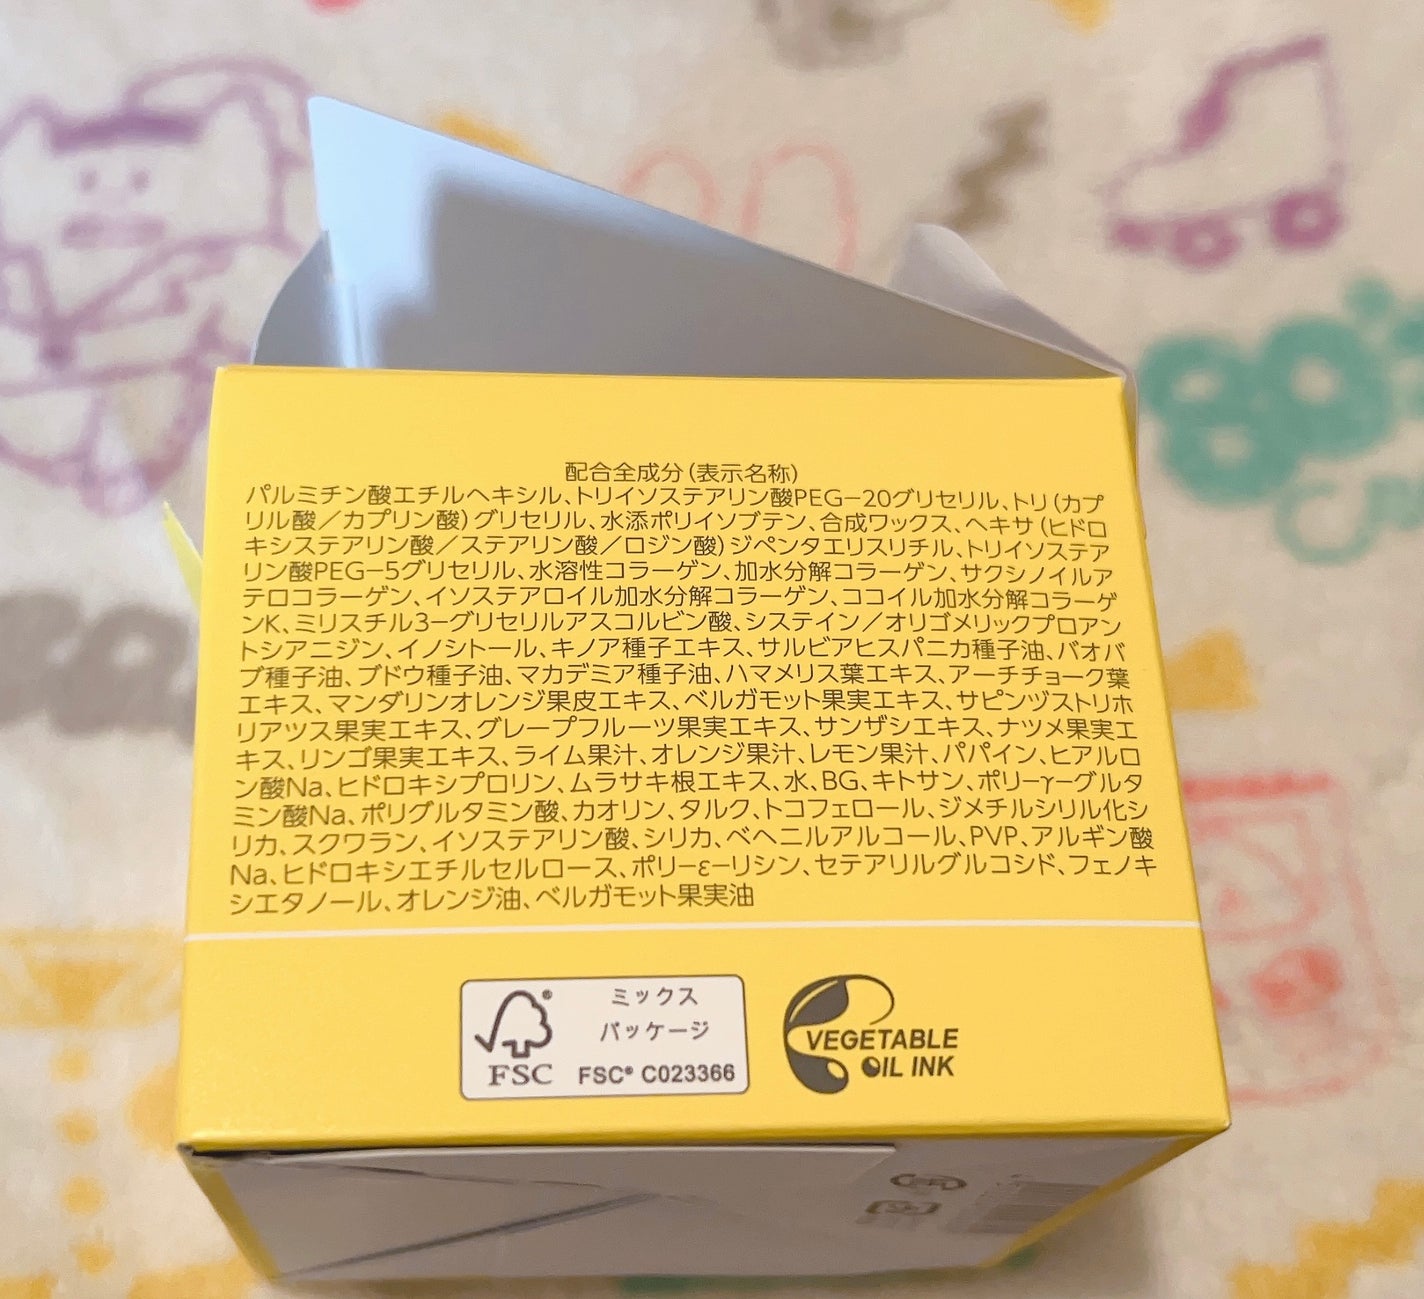 配合全成分(表示名称)
パルミチン酸エチルヘキシル、トリイソステアリン酸PEG−20グリセリル、トリ(カプ
リル酸／カプリン酸)グリセリル、水添ポリイソブテン、合成ワックス、ヘキサ(ヒドロ
キシステアリン酸／ステアリン酸／ロジン酸)ジペンタエリスリチル、トリイソステア
リン酸PEG−5グリセリル、水溶性コラーゲン、加水分解コラーゲン、サクシノイルア
テロコラーゲン、イソステアロイル加水分解コラーゲン、ココイル加水分解コラーゲ
ンK、ミリスチル3−グリセリルアスコルビン酸、システイン／オリゴメリックプロアン
トシアニジン、イノシトール、キノア種子エキス、サルビアヒスパニカ種子油、バオバ
ブ種子油、ブドウ種子油、マカデミア種子油、ハマメリス葉エキス、アーチチョーク葉
エキス、マンダリンオレンジ果皮エキス、ベルガモット果実エキス、サピンヅストリホ
リアツス果実エキス、グレープフルーツ果実エキス、サンザシエキス、ナツメ果実エ
キス、リンゴ果実エキス、ライム果汁、オレンジ果汁、レモン果汁、パパイン、ヒアルロ
ン酸Na、ヒドロキシプロリン、ムラサキ根エキス、水、BG、キトサン、ポリ−γ−グルタ
ミン酸Na、ポリグルタミン酸、カオリン、タルク、トコフェロール、ジメチルシリル化シ
リカ、スクワラン、イソステアリン酸、シリカ、ベヘニルアルコール、PVP、アルギン酸
Na、ヒドロキシエチルセルロース、ポリ−ε−リシン、セテアリルグルコシド、フェノキ
シエタノール、オレンジ油、ベルガモット果実油
ミックス
パッケージ
FSC
FSC® C023366
VEGETABLE
OIL INK